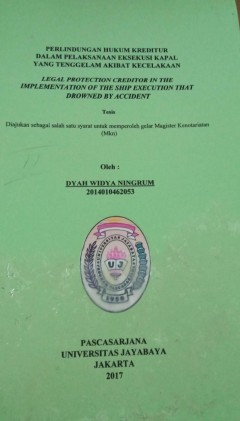 PERLINDUNGAN HUKUM KREDITUR
DALAM PELAKSANAAN EKSEKUSI KAPAL
YANG TENGGELAM AKIBAT KECELAKAAN
LEGAL PROTECTION CREDITOR IN THE
IMPLEMENTATION OF THE SHIP EXECUTION THAT
DROWNED BY ACCIDENT
Tesis
Diajukan sebagai salah satu syarat untuk memperoleh gelar Magister Kenotariatan
(Mkn)
Oleh :
DYAH WIDYA NINGRUM
2014010462053
PASCASARJANA
UNIVERSITAS JAYABAYA
JAKARTA
2017